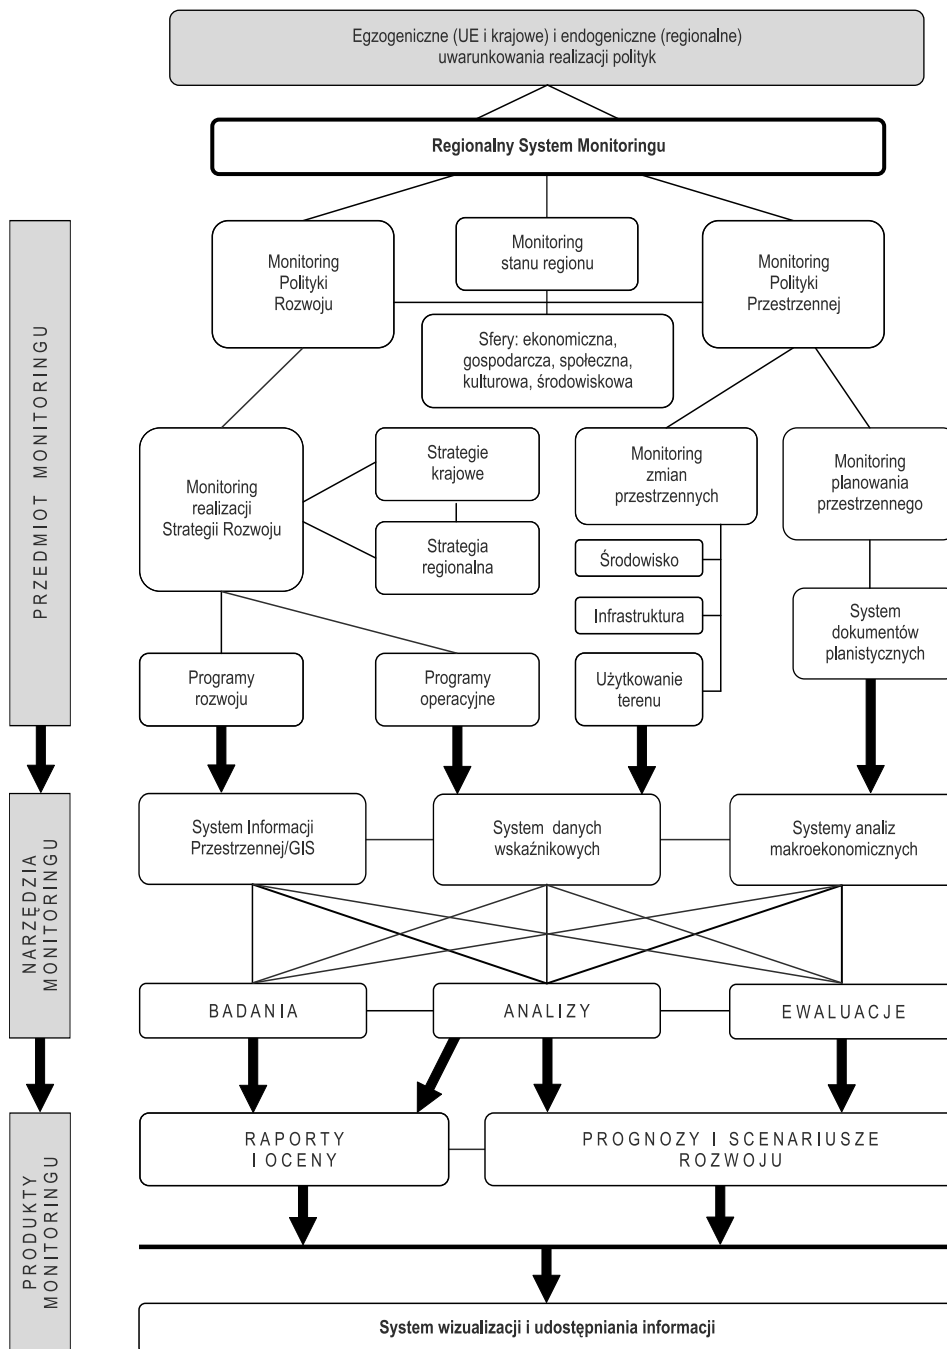 Egzogeniczne (UE i krajowe) i endogeniczne (regionalne)
uwarunkowania realizacji polityk
Regionalny System Monitoringu
PRZEDMIOT MONITORINGU
Monitoring
Polityki
Rozwoju
Monitoring
stanu regionu
Monitoring
Polityki
Przestrzennej
Sfery: ekonomiczna,
gospodarcza, społeczna,
kulturowa, środowiskowa
Monitoring
realizacji
Strategii Rozwoju
Strategie
krajowe
Strategia
regionalna
Monitoring
zmian
przestrzennych
Monitoring
planowania
przestrzennego
Środowisko
Infrastruktura
Użytkowanie
terenu
System
dokumentów
planistycznych
Programy
rozwoju
Programy
operacyjne
NARZĘDZIA
MONITORINGU
System Informacji
Przestrzennej/GIS
System danych
wskaźnikowych
Systemy analiz
makroekonomicznych
BADANIA
ANALIZY
EWALUACJE
PRODUKTY
MONITORINGU
RAPORTY
I OCENY
PROGNOZY I SCENARIUSZE
ROZWOJU
System wizualizacji i udostępniania informacji